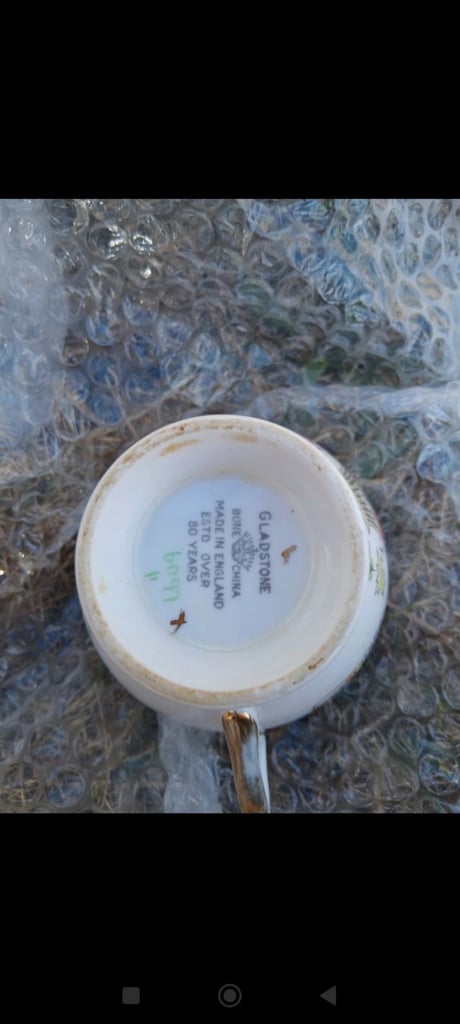 GLADSTONE
BONE CHINA
MADE IN ENGLAND
ESTD OVER
80 YEARS
6097
"